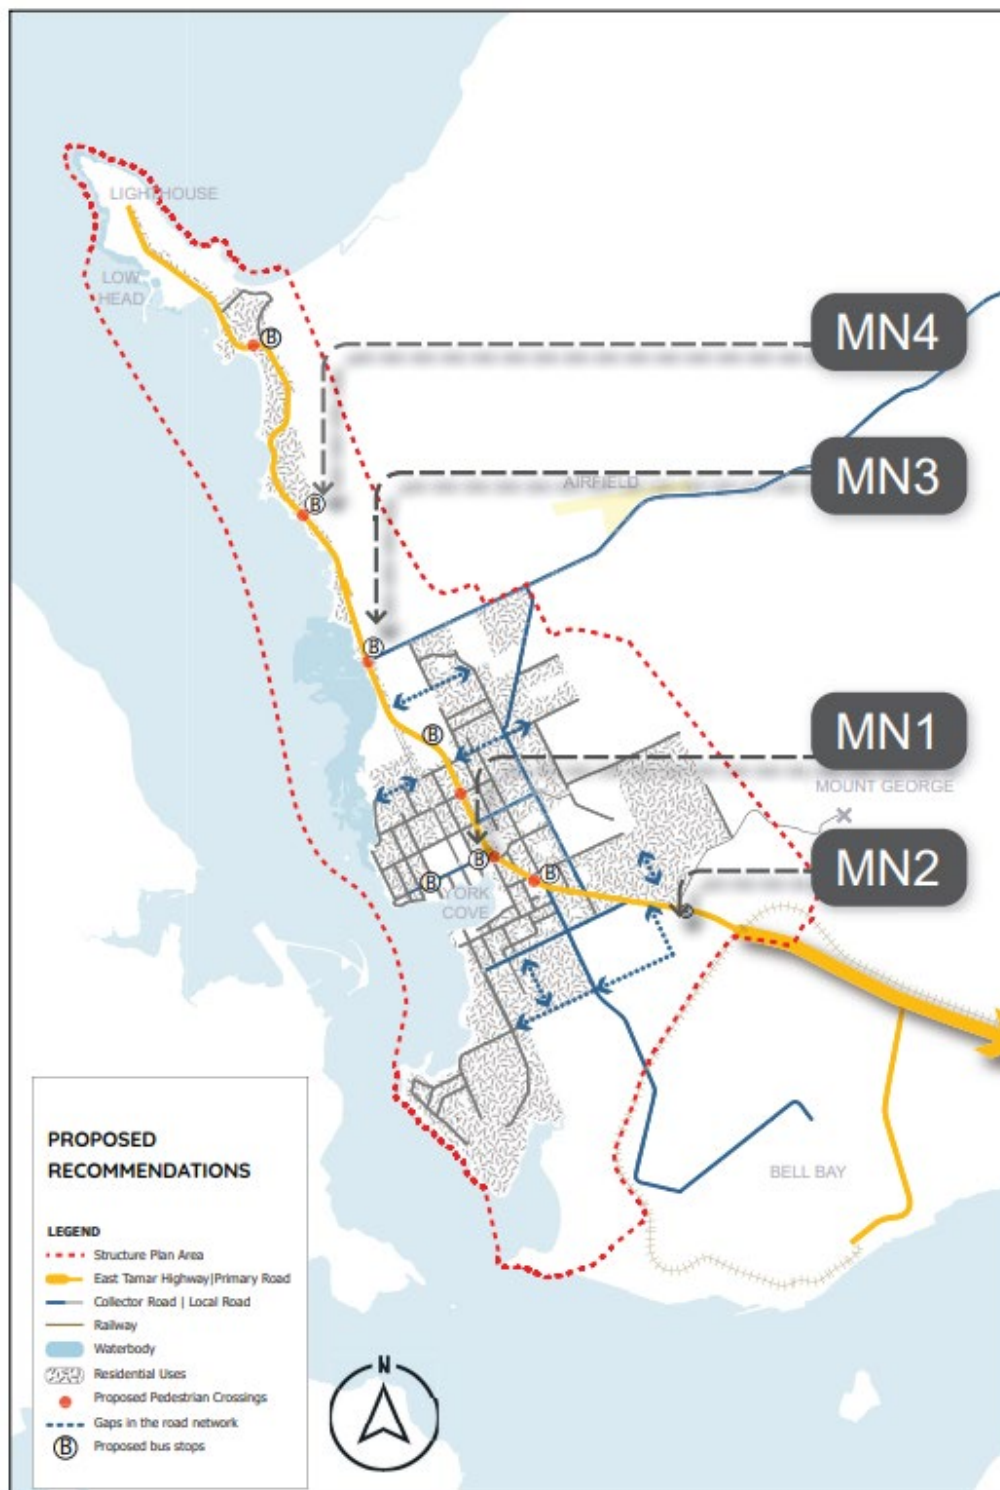 LIGHTHOUSE
LOW
HEAD
B
MN4
MN3
AIRFIELD
B
B
B
MN1
MOUNT GEORGE
MN2
B
B
B
YORK
COVE
BELL BAY
PROPOSED
RECOMMENDATIONS
LEGEND
Structure Plan Area
East Tamar Highway|Primary Road
Collector Road | Local Road
Railway
Waterbody
Residential Uses
Proposed Pedestrian Crossings
Gaps in the road network
B Proposed bus stops
N